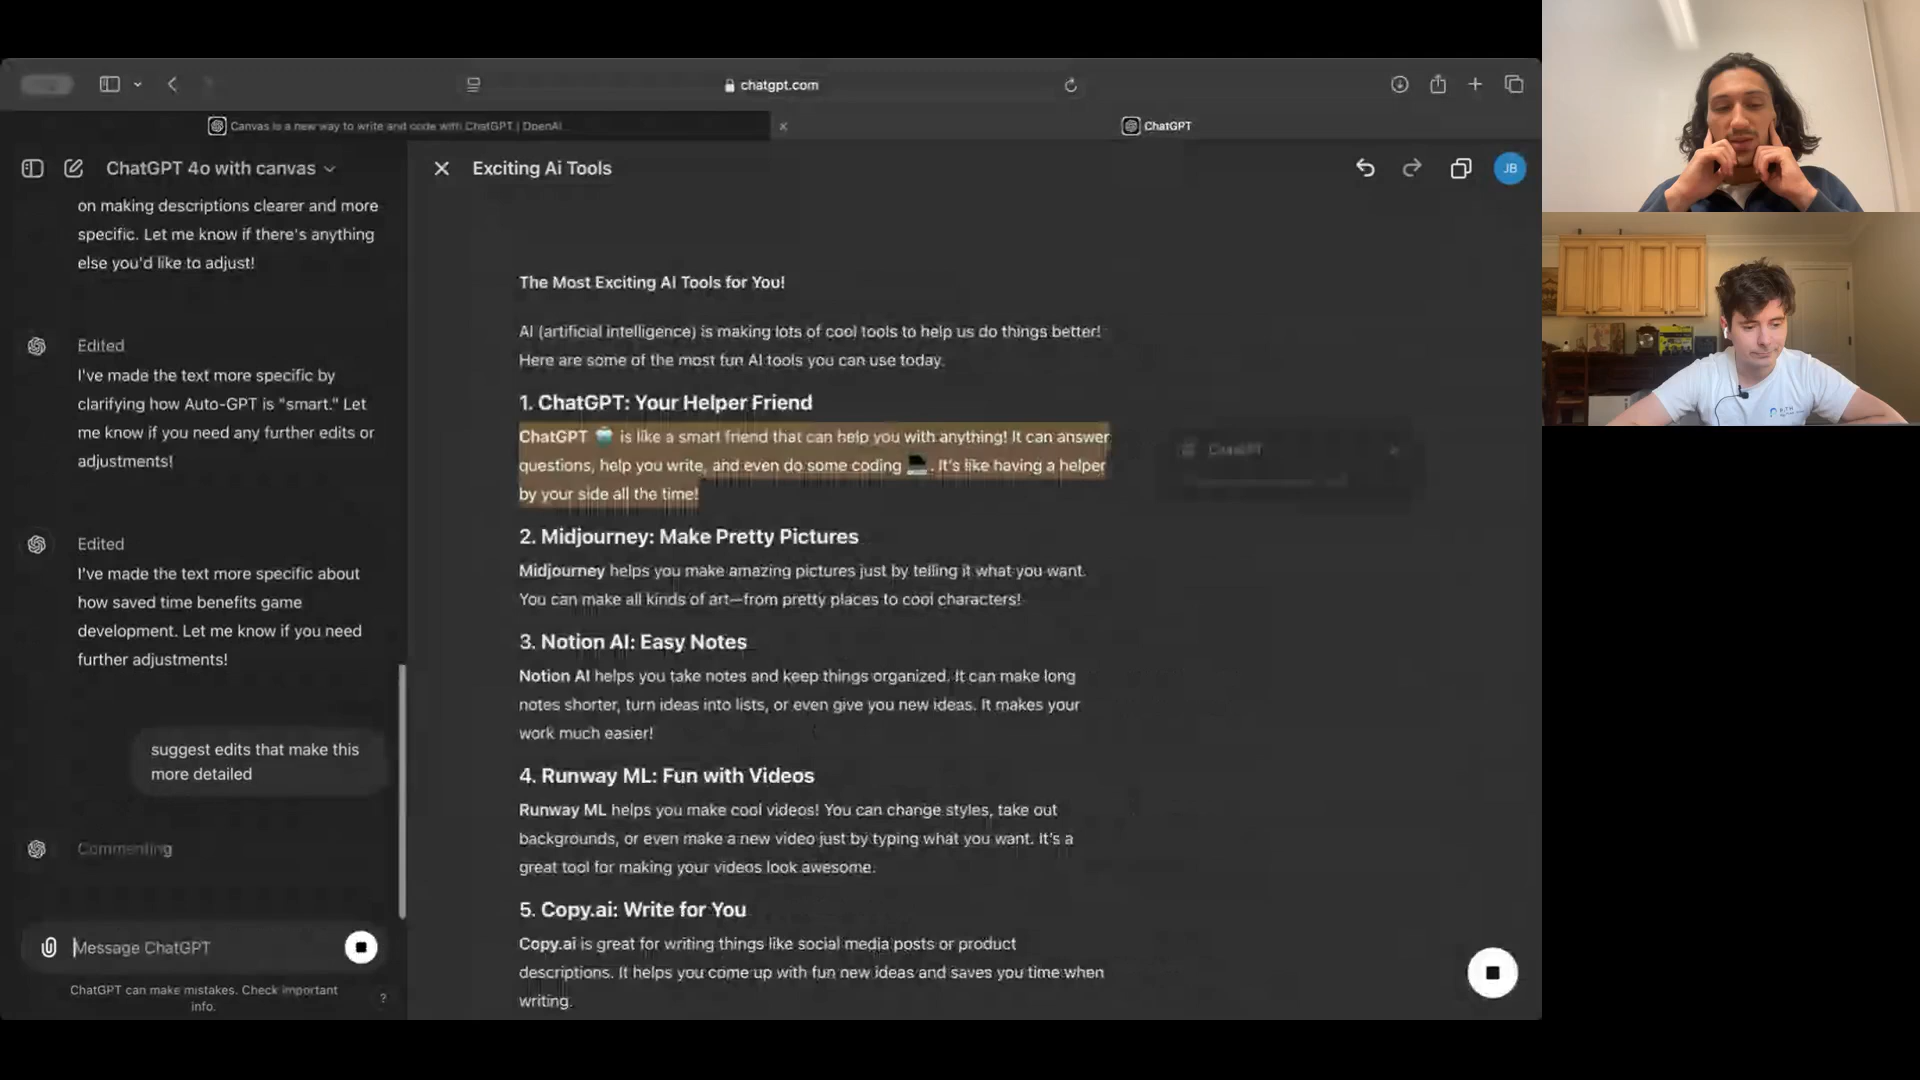 chatgpt.com
Canvas is a new way to write and code with ChatGPT | OpenAI
ChatGPT
ChatGPT 4o with canvas
Exciting Ai Tools
JB
on making descriptions clearer and more
specific. Let me know if there's anything
else you'd like to adjust!
Edited
I've made the text more specific by
clarifying how Auto-GPT is "smart." Let
me know if you need any further edits or
adjustments!
Edited
I've made the text more specific about
how saved time benefits game
development. Let me know if you need
further adjustments!
suggest edits that make this
more detailed
Commenting
Message ChatGPT
ChatGPT can make mistakes. Check important
info.
?
The Most Exciting AI Tools for You!
AI (artificial intelligence) is making lots of cool tools to help us do things better!
Here are some of the most fun AI tools you can use today.
1. ChatGPT: Your Helper Friend
ChatGPT is like a smart friend that can help you with anything! It can answer
questions, help you write, and even do some coding . It's like having a helper
by your side all the time!
2. Midjourney: Make Pretty Pictures
Midjourney helps you make amazing pictures just by telling it what you want.
You can make all kinds of art—from pretty places to cool characters!
3. Notion AI: Easy Notes
Notion AI helps you take notes and keep things organized. It can make long
notes shorter, turn ideas into lists, or even give you new ideas. It makes your
work much easier!
4. Runway ML: Fun with Videos
Runway ML helps you make cool videos! You can change styles, take out
backgrounds, or even make a new video just by typing what you want. It's a
great tool for making your videos look awesome.
5. Copy.ai: Write for You
Copy.ai is great for writing things like social media posts or product
descriptions. It helps you come up with fun new ideas and saves you time when
writing.
ChatGPT